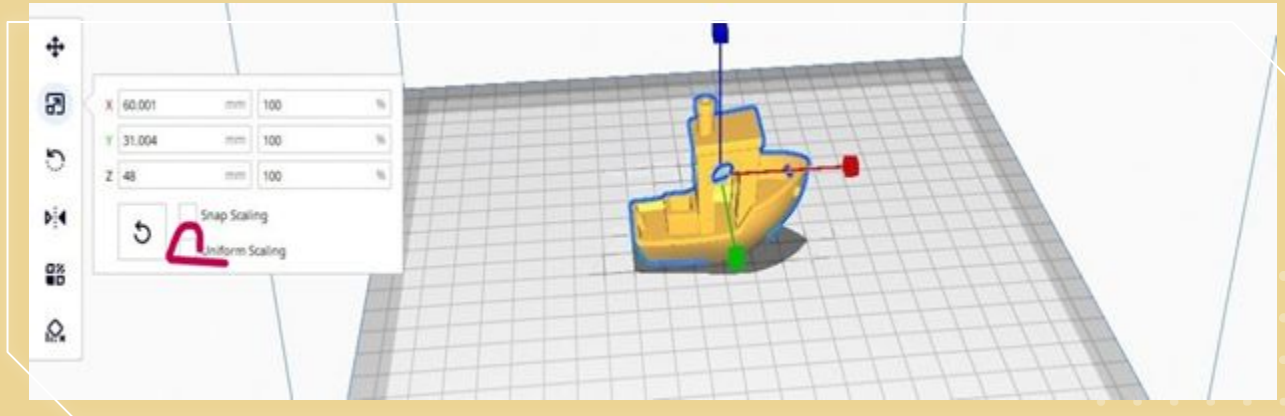 X 60.001 mm 100 %
Y 31.004 mm 100 %
Z 48 mm 100 %
Snap Scaling
Uniform Scaling